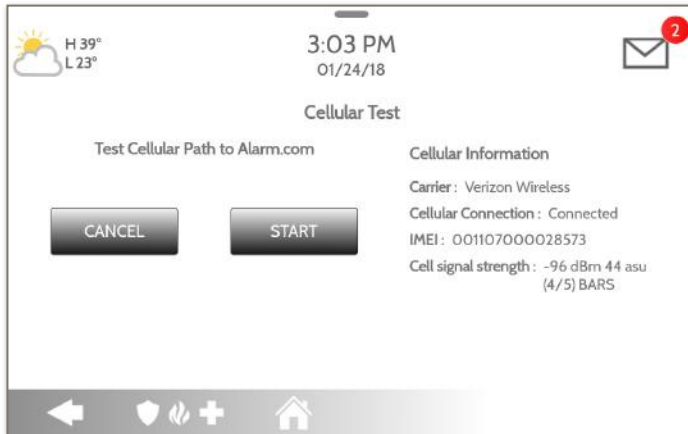 H 39°
L 23°
3:03 PM
01/24/18
2
Cellular Test
Test Cellular Path to Alarm.com
CANCEL
START
Cellular Information
Carrier : Verizon Wireless
Cellular Connection : Connected
IMEI : 001107000028573
Cell signal strength : -96 dBm 44 asu
(4/5) BARS